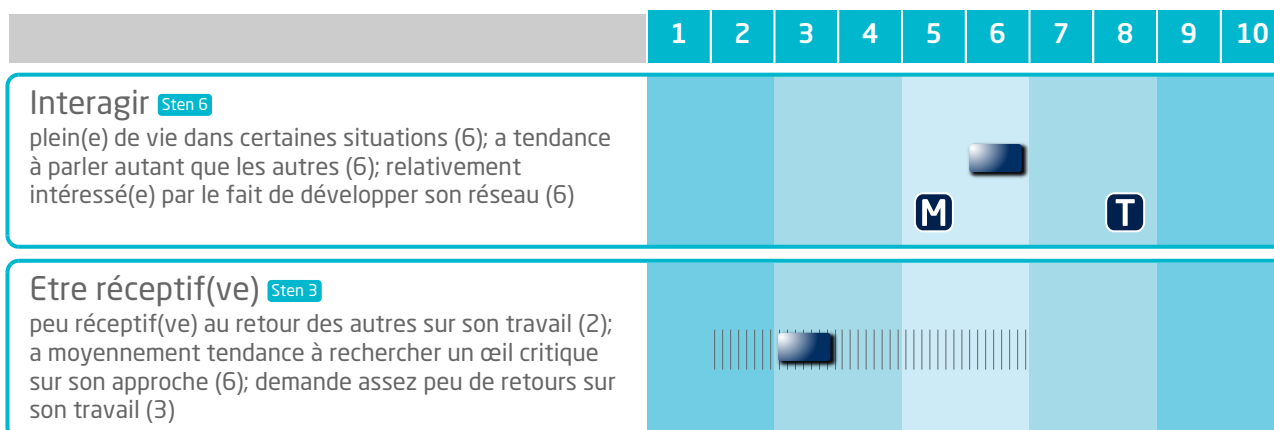 1 2 3 4 5 6 7 8 9 10
Interagir Sten 6
plein(e) de vie dans certaines situations (6); a tendance
à parler autant que les autres (6); relativement
intéressé(e) par le fait de développer son réseau (6)
M T
Etre réceptif(ve) Sten 3
peu réceptif(ve) au retour des autres sur son travail (2);
a moyennement tendance à rechercher un œil critique
sur son approche (6); demande assez peu de retours sur
son travail (3)